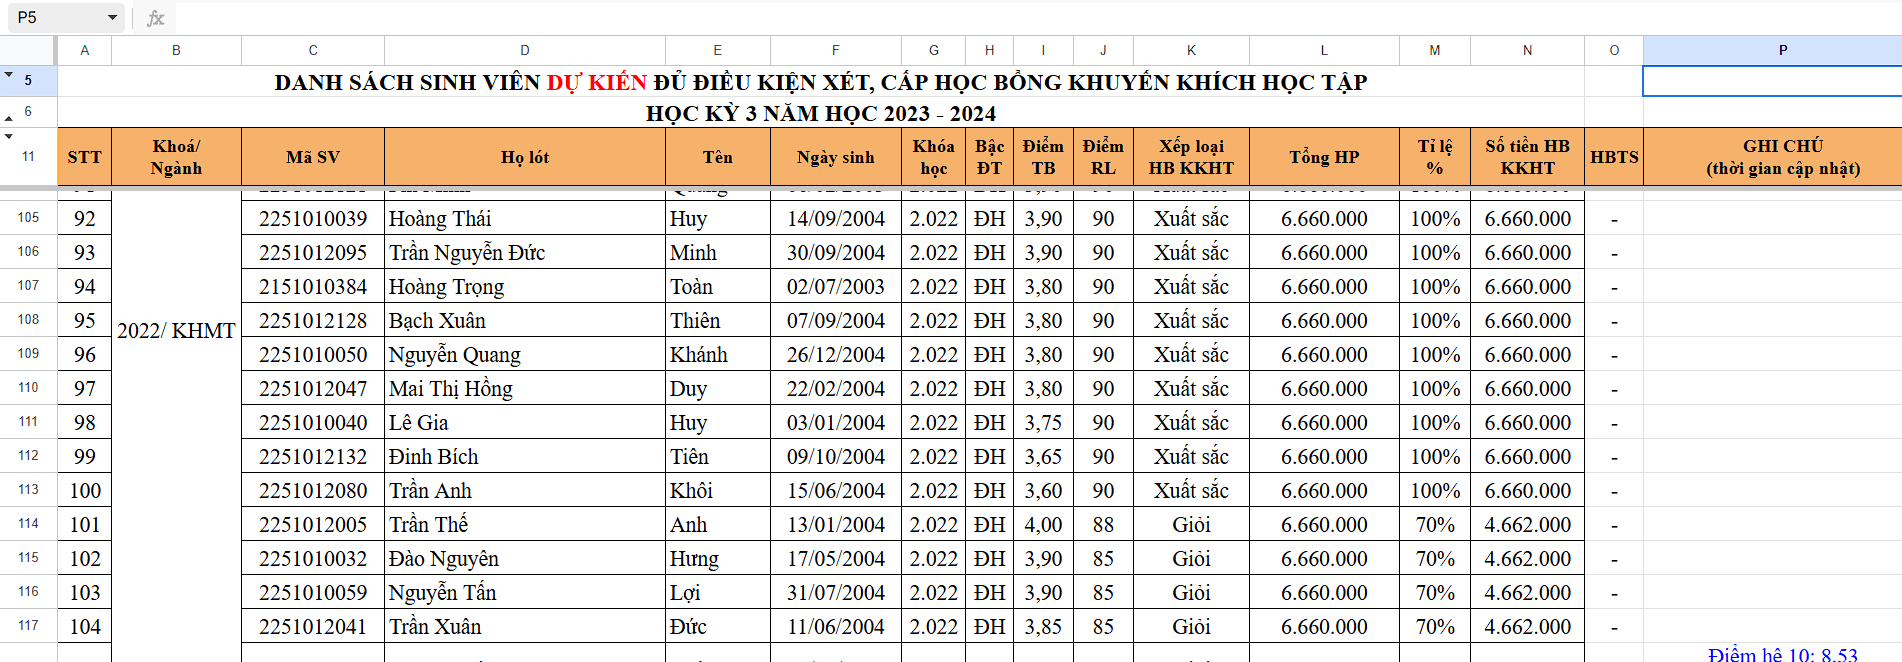 P5
fx
A B C D E F G H I J K L M N O P
5 DANH SÁCH SINH VIÊN DỰ KIẾN ĐỦ ĐIỀU KIỆN XÉT, CẤP HỌC BỔNG KHUYẾN KHÍCH HỌC TẬP
6 HỌC KỲ 3 NĂM HỌC 2023 - 2024
11 STT Khoá/ Ngành Mã SV Họ lót Tên Ngày sinh Khóa học Bậc ĐT Điểm TB Điểm RL Xếp loại HB KKHT Tổng HP Tỉ lệ % Số tiền HB KKHT HBTS GHI CHÚ (thời gian cập nhật)
105 92 2251010039 Hoàng Thái Huy 14/09/2004 2.022 ĐH 3,90 90 Xuất sắc 6.660.000 100% 6.660.000 -
106 93 2251012095 Trần Nguyễn Đức Minh 30/09/2004 2.022 ĐH 3,90 90 Xuất sắc 6.660.000 100% 6.660.000 -
107 94 2151010384 Hoàng Trọng Toàn 02/07/2003 2.022 ĐH 3,80 90 Xuất sắc 6.660.000 100% 6.660.000 -
108 95 2251012128 Bạch Xuân Thiên 07/09/2004 2.022 ĐH 3,80 90 Xuất sắc 6.660.000 100% 6.660.000 -
2022/ KHMT
109 96 2251010050 Nguyễn Quang Khánh 26/12/2004 2.022 ĐH 3,80 90 Xuất sắc 6.660.000 100% 6.660.000 -
110 97 2251012047 Mai Thị Hồng Duy 22/02/2004 2.022 ĐH 3,80 90 Xuất sắc 6.660.000 100% 6.660.000 -
111 98 2251010040 Lê Gia Huy 03/01/2004 2.022 ĐH 3,75 90 Xuất sắc 6.660.000 100% 6.660.000 -
112 99 2251012132 Đinh Bích Tiên 09/10/2004 2.022 ĐH 3,65 90 Xuất sắc 6.660.000 100% 6.660.000 -
113 100 2251012080 Trần Anh Khôi 15/06/2004 2.022 ĐH 3,60 90 Xuất sắc 6.660.000 100% 6.660.000 -
114 101 2251012005 Trần Thế Anh 13/01/2004 2.022 ĐH 4,00 88 Giỏi 6.660.000 70% 4.662.000 -
115 102 2251010032 Đào Nguyên Hưng 17/05/2004 2.022 ĐH 3,90 85 Giỏi 6.660.000 70% 4.662.000 -
116 103 2251010059 Nguyễn Tấn Lợi 31/07/2004 2.022 ĐH 3,90 85 Giỏi 6.660.000 70% 4.662.000 -
117 104 2251012041 Trần Xuân Đức 11/06/2004 2.022 ĐH 3,85 85 Giỏi 6.660.000 70% 4.662.000 -
Điểm hệ 10: 8,53